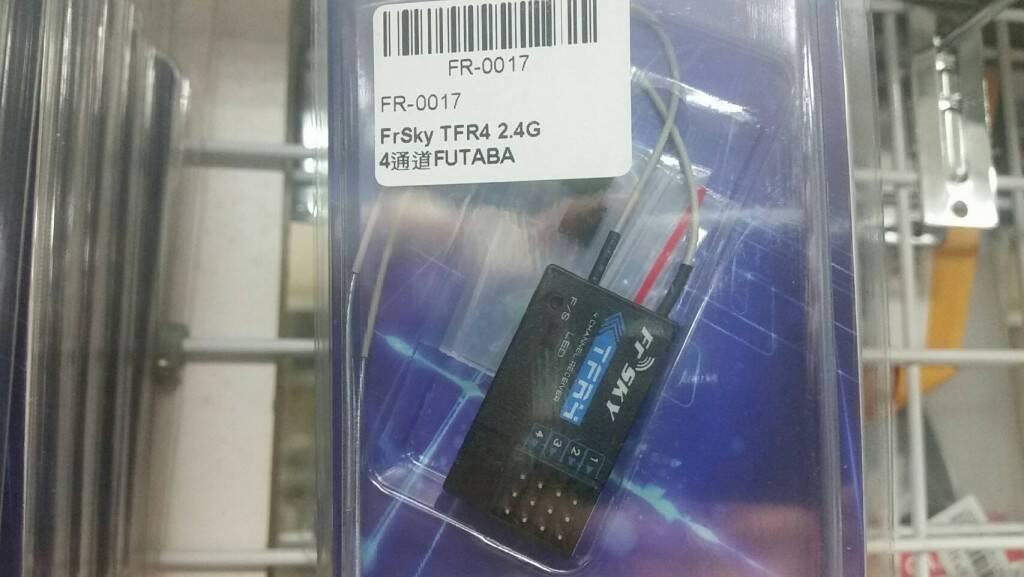 FR-0017
FR-0017
FrSky TFR4 2.4G
4通道FUTABA
FrSKY
TFR4
4 CHANNEL RECEIVER
F/S LED
1
2
3
4